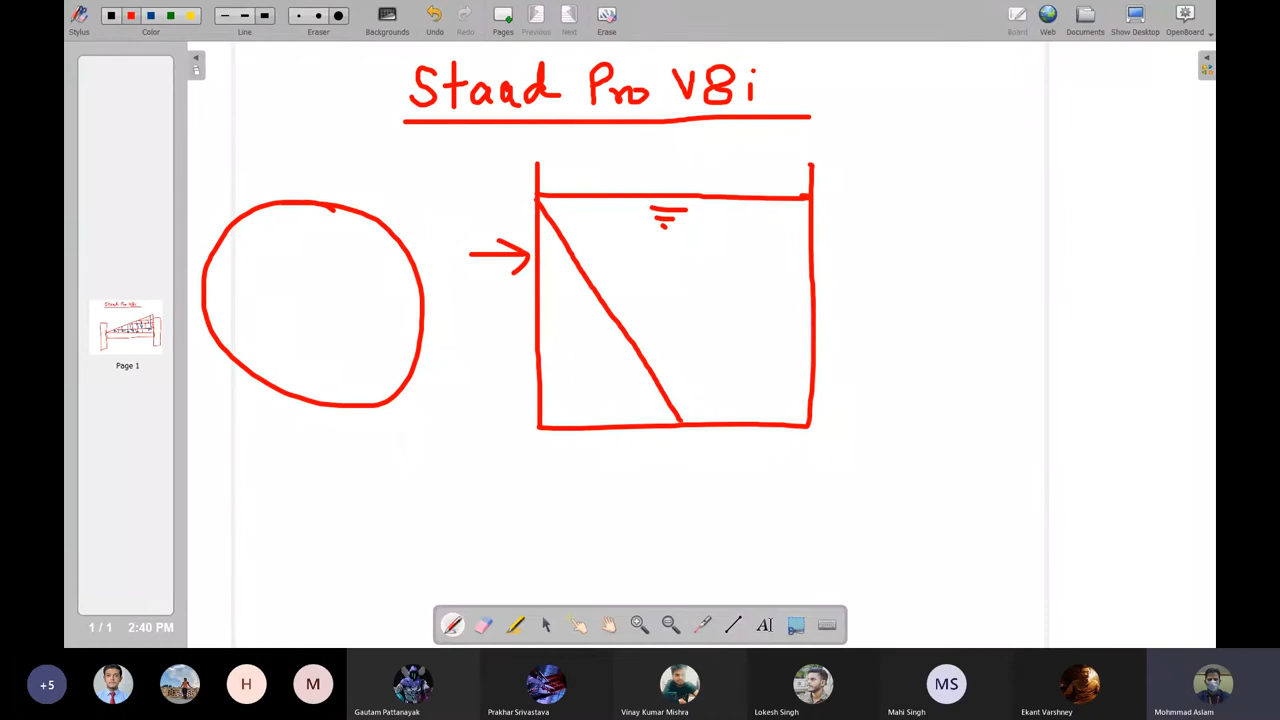 Stylus
Color
Line
Eraser
Backgrounds
Undo
Redo
Pages
Previous
Next
Erase
Board
Web
Documents
Show Desktop
OpenBoard
Staad Pro V8i
Page 1
1 / 1 2:40 PM
+5
H
M
MS
Gautam Pattanayak
Prakhar Srivastava
Vinay Kumar Mishra
Lokesh Singh
Mahi Singh
Ekant Varshney
Mohmmad Aslam